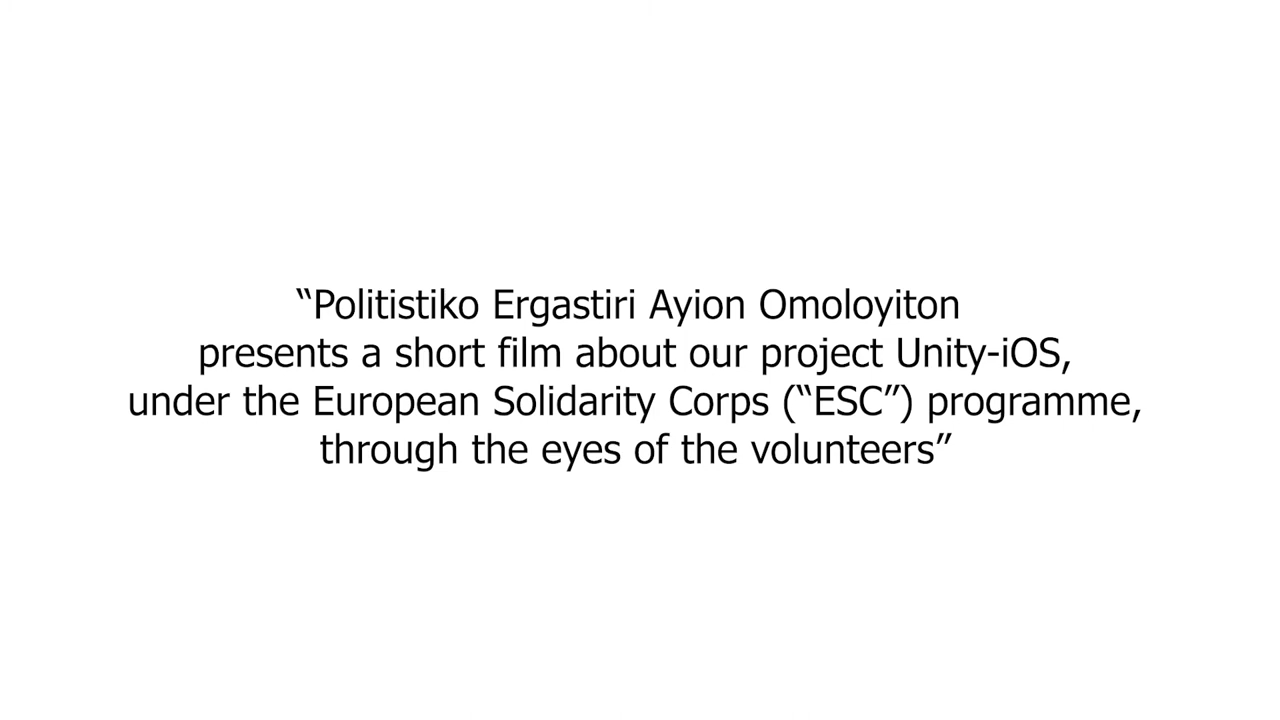 “Politistiko Ergastiri Ayion Omoloyiton
presents a short film about our project Unity-iOS,
under the European Solidarity Corps (“ESC”) programme,
through the eyes of the volunteers”